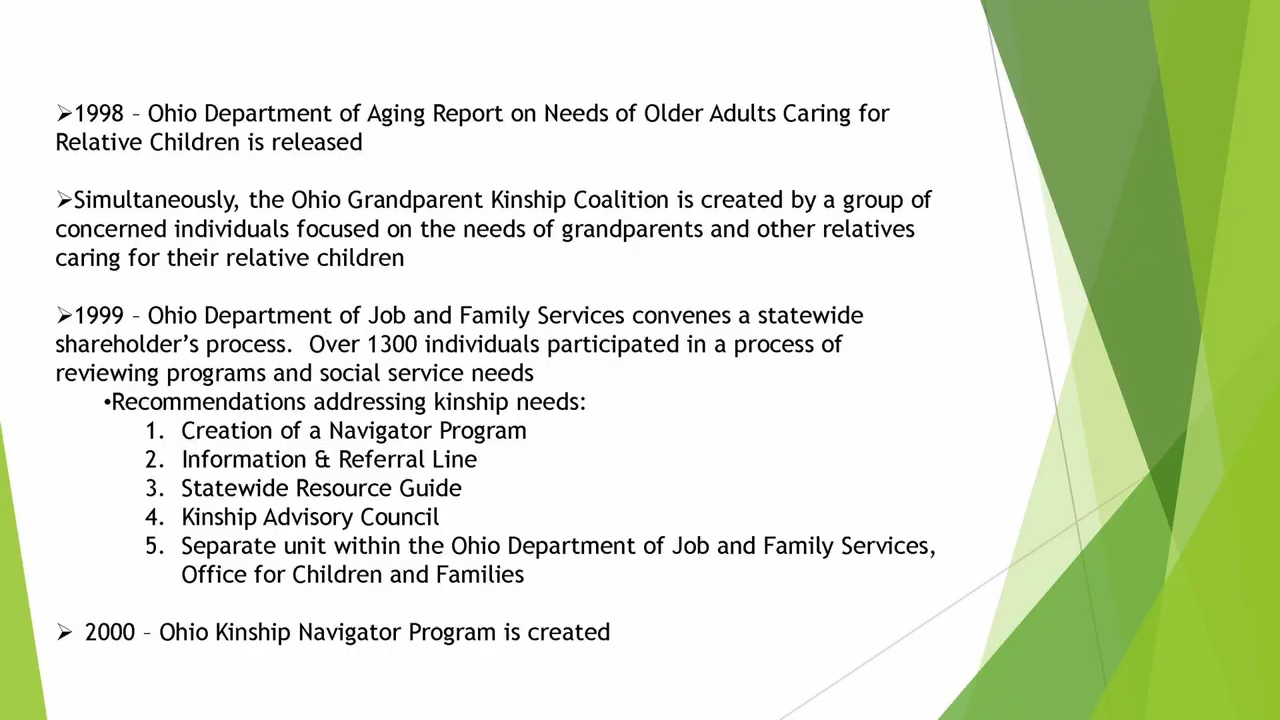 ➢1998 – Ohio Department of Aging Report on Needs of Older Adults Caring for
Relative Children is released
➢Simultaneously, the Ohio Grandparent Kinship Coalition is created by a group of
concerned individuals focused on the needs of grandparents and other relatives
caring for their relative children
➢1999 – Ohio Department of Job and Family Services convenes a statewide
shareholder’s process.  Over 1300 individuals participated in a process of
reviewing programs and social service needs
•Recommendations addressing kinship needs:
1. Creation of a Navigator Program
2. Information & Referral Line
3. Statewide Resource Guide
4. Kinship Advisory Council
5. Separate unit within the Ohio Department of Job and Family Services,
Office for Children and Families
➢ 2000 – Ohio Kinship Navigator Program is created